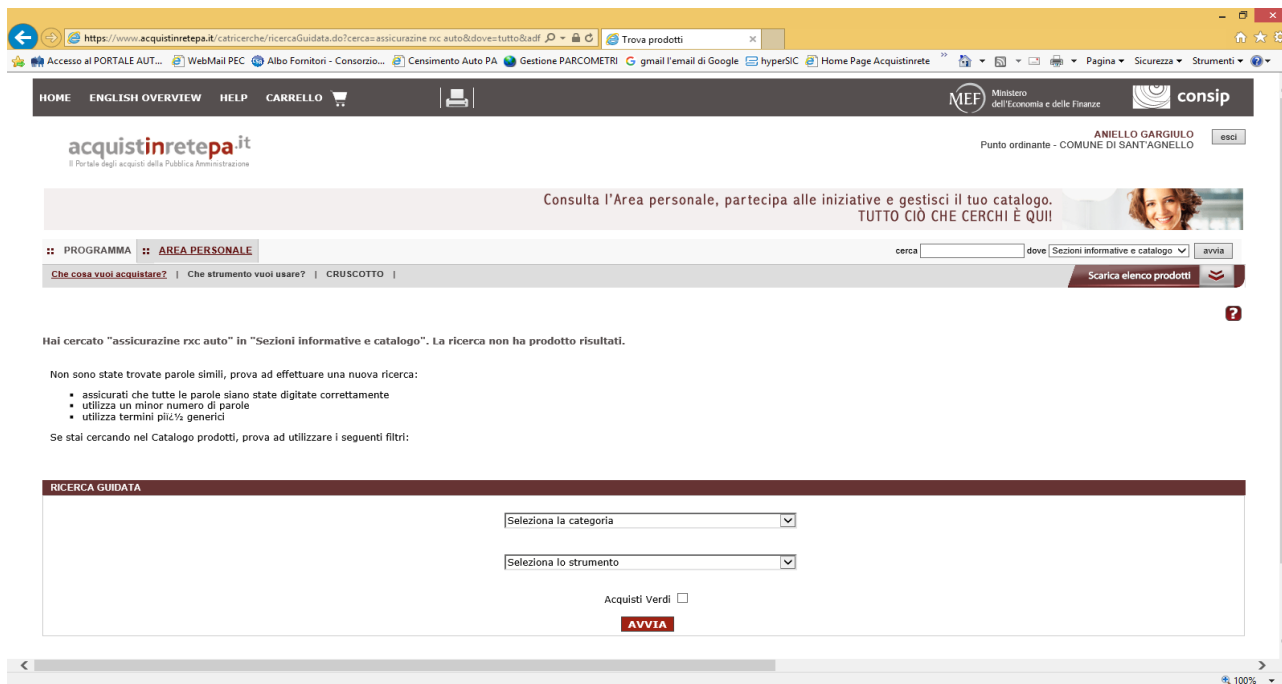 https://www.acquistinretepa.it/catricerche/ricercaGuidata.do?cerca=assicurazine rxc auto&dove=tutto&adf
Trova prodotti
Accesso al PORTALE AUT... WebMail PEC Albo Fornitori - Consorzio... Censimento Auto PA Gestione PARCOMETRI gmail l'email di Google hyperSIC Home Page Acquistinrete Pagina Sicurezza Strumenti
HOME ENGLISH OVERVIEW HELP CARRELLO
MEF Ministero dell'Economia e delle Finanze consip
acquistinretepa.it
Il Portale degli acquisti della Pubblica Amministrazione
ANIELLO GARGIULO esci
Punto ordinante - COMUNE DI SANT'AGNELLO
Consulta l'Area personale, partecipa alle iniziative e gestisci il tuo catalogo.
TUTTO CIÒ CHE CERCHI È QUI!
PROGRAMMA AREA PERSONALE cerca dove Sezioni informative e catalogo avvia
Che cosa vuoi acquistare? | Che strumento vuoi usare? | CRUSCOTTO | Scarica elenco prodotti
?
Hai cercato "assicurazine rxc auto" in "Sezioni informative e catalogo". La ricerca non ha prodotto risultati.
Non sono state trovate parole simili, prova ad effettuare una nuova ricerca:
assicurati che tutte le parole siano state digitate correttamente
utilizza un minor numero di parole
utilizza termini piï¿½ generici
Se stai cercando nel Catalogo prodotti, prova ad utilizzare i seguenti filtri:
RICERCA GUIDATA
Seleziona la categoria
Seleziona lo strumento
Acquisti Verdi
AVVIA
100%